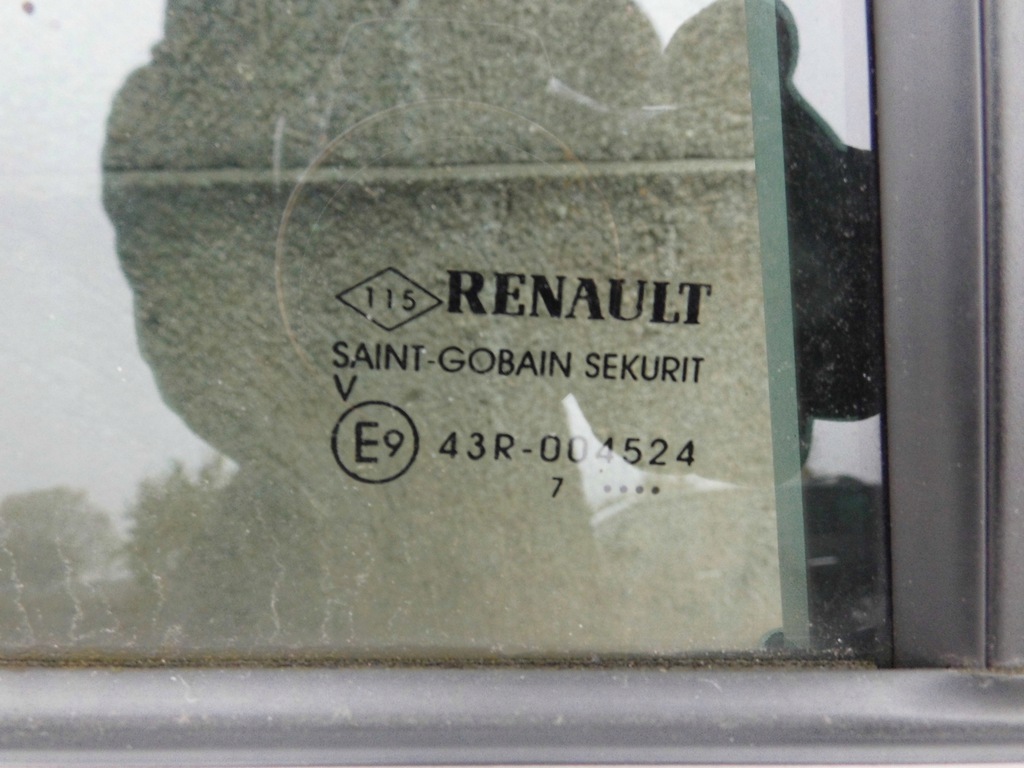 115 RENAULT
SAINT-GOBAIN SEKURIT
V
E9 43R-004524
7 ....